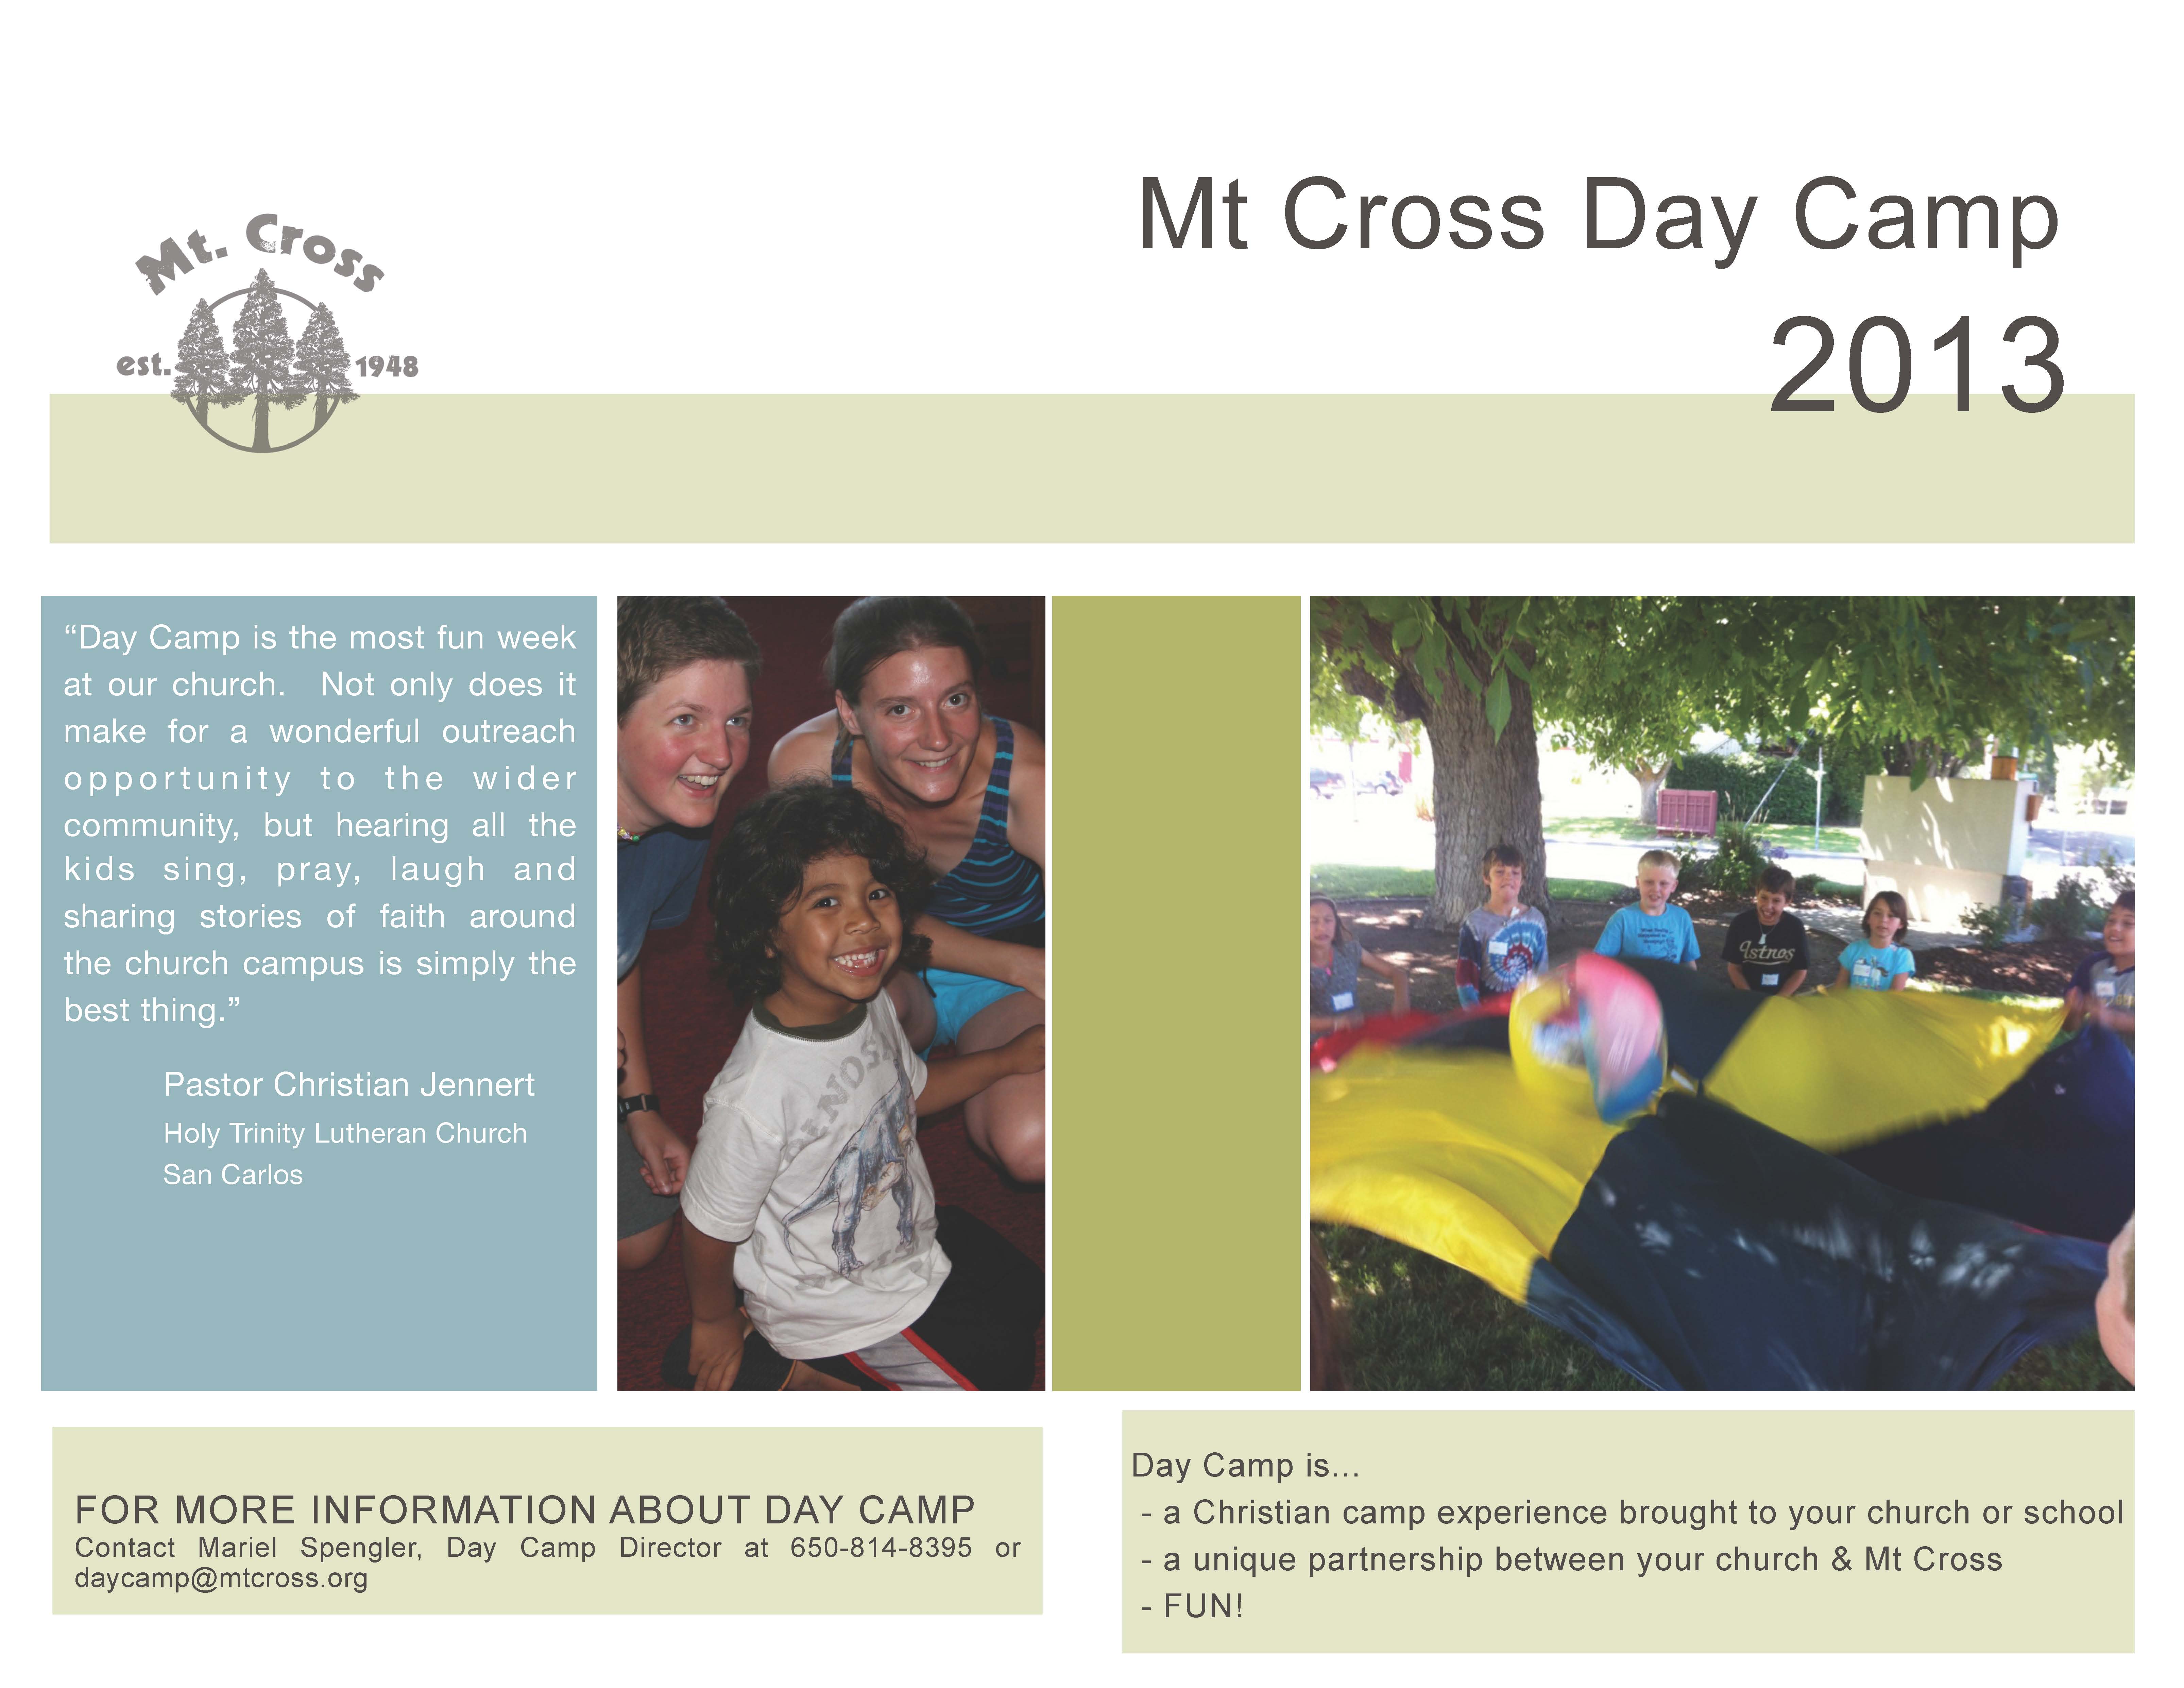 Mt. Cross
est. 1948
Mt Cross Day Camp
2013
“Day Camp is the most fun week
at our church. Not only does it
make for a wonderful outreach
opportunity to the wider
community, but hearing all the
kids sing, pray, laugh and
sharing stories of faith around
the church campus is simply the
best thing.”
Pastor Christian Jennert
Holy Trinity Lutheran Church
San Carlos
FOR MORE INFORMATION ABOUT DAY CAMP
Contact Mariel Spengler, Day Camp Director at 650-814-8395 or
daycamp@mtcross.org
Day Camp is...
- a Christian camp experience brought to your church or school
- a unique partnership between your church & Mt Cross
- FUN!